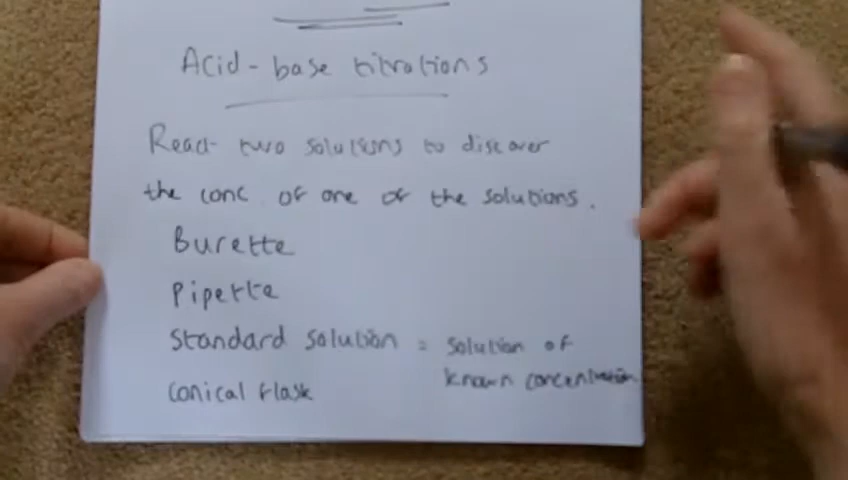 Acid-base titrations
React two solutions to discover
the conc. of one of the solutions.
Burette
Pipette
Standard solution = solution of
known concentration
Conical flask